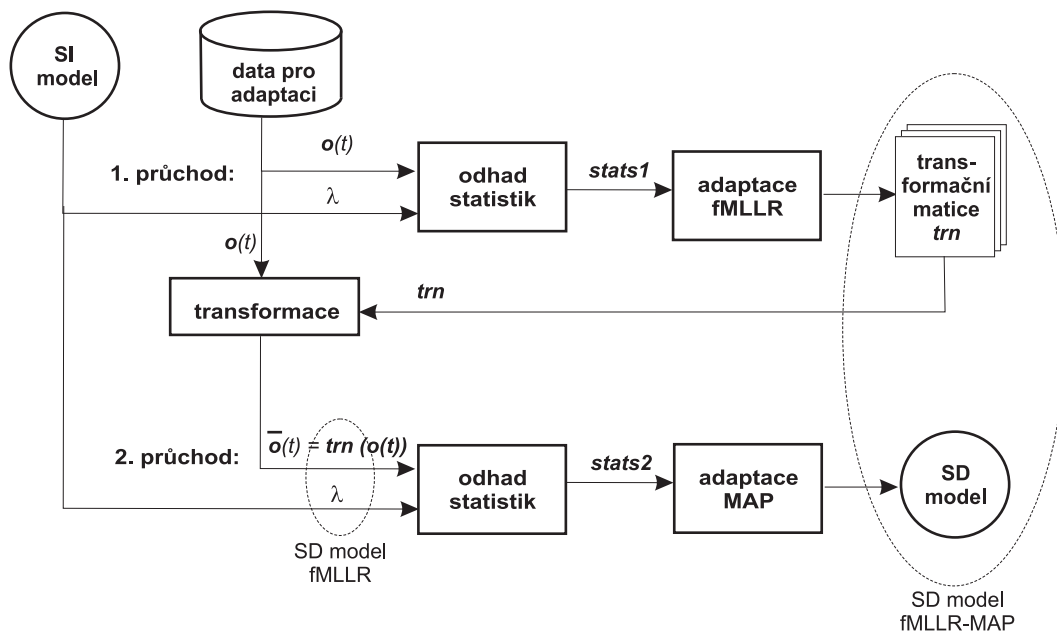 SI
model
data pro
adaptaci
o(t)
1. průchod:
λ
odhad
statistik
stats1
adaptace
fMLLR
trans-
formační
matice
trn
o(t)
transformace
trn
2. průchod:
o̅(t) = trn (o(t))
λ
odhad
statistik
stats2
adaptace
MAP
SD
model
SD model
fMLLR
SD model
fMLLR-MAP